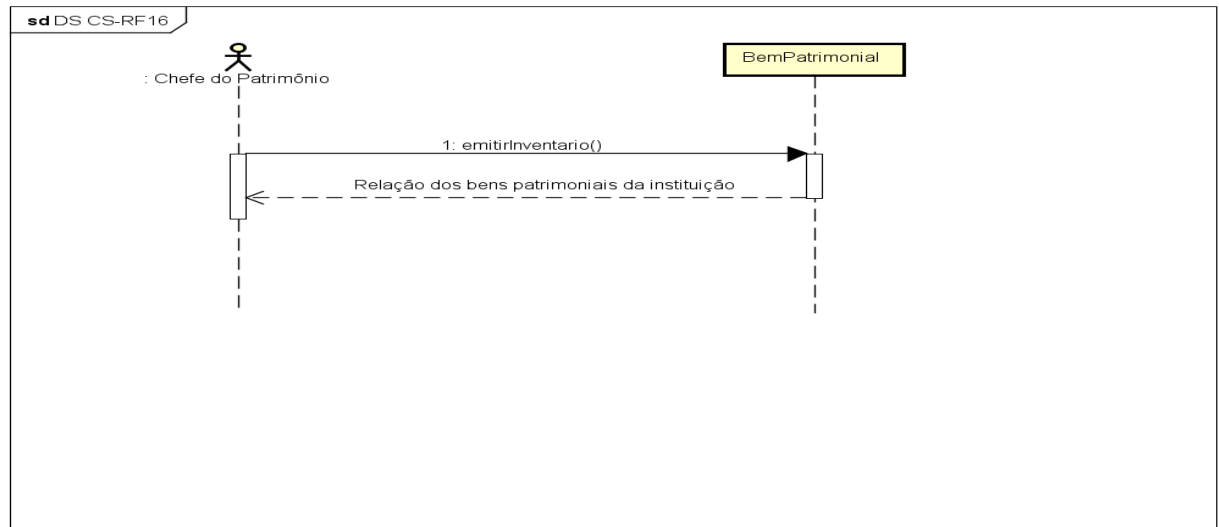 sd DS CS-RF16
: Chefe do Patrimônio
BemPatrimonial
1: emitirInventario()
Relação dos bens patrimoniais da instituição